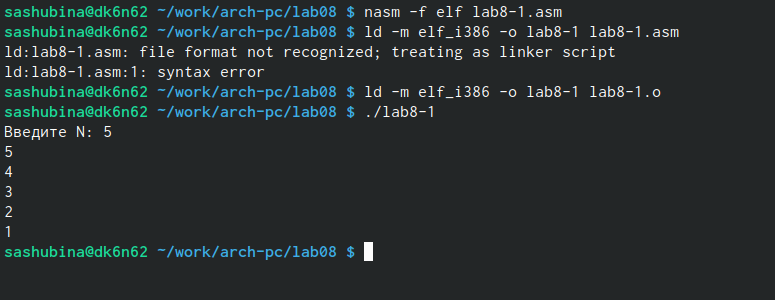 sashubina@dk6n62 ~/work/arch-pc/lab08 $ nasm -f elf lab8-1.asm
sashubina@dk6n62 ~/work/arch-pc/lab08 $ ld -m elf_i386 -o lab8-1 lab8-1.asm
ld:lab8-1.asm: file format not recognized; treating as linker script
ld:lab8-1.asm:1: syntax error
sashubina@dk6n62 ~/work/arch-pc/lab08 $ ld -m elf_i386 -o lab8-1 lab8-1.o
sashubina@dk6n62 ~/work/arch-pc/lab08 $ ./lab8-1
Введите N: 5
5
4
3
2
1
sashubina@dk6n62 ~/work/arch-pc/lab08 $